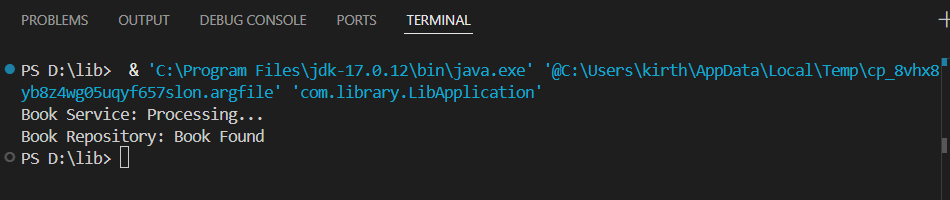 PROBLEMS OUTPUT DEBUG CONSOLE PORTS TERMINAL
PS D:\lib> & 'C:\Program Files\jdk-17.0.12\bin\java.exe' '@C:\Users\kirth\AppData\Local\Temp\cp_8vhx8
yb8z4wg05uqyf657slon.argfile' 'com.library.LibApplication'
Book Service: Processing...
Book Repository: Book Found
PS D:\lib>